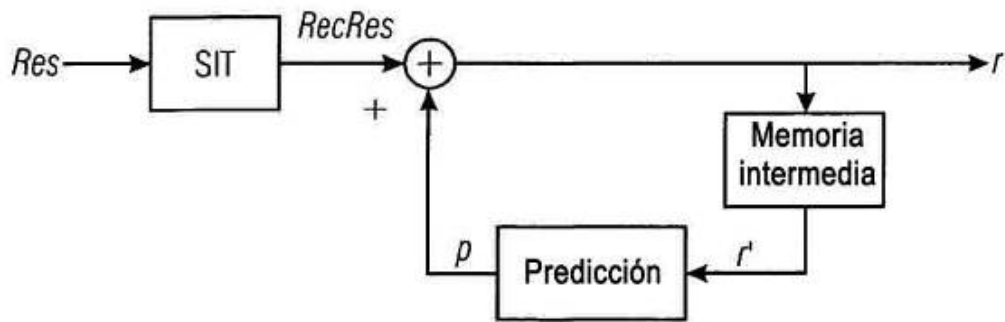 RecRes
Res
SIT
+
r
+
Memoria
intermedia
p
Predicción
r'